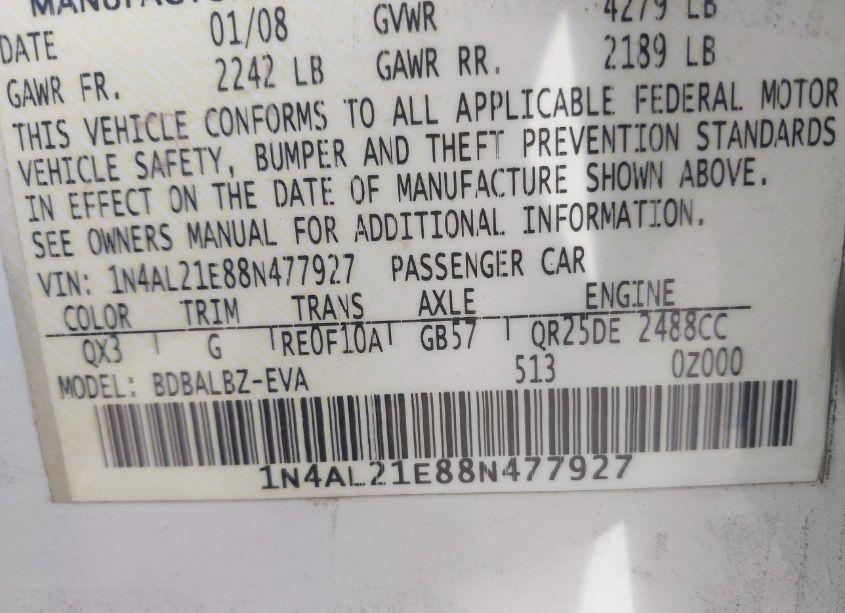 MANUFACTUR
DATE 01/08 GVWR 4279 LB
GAWR FR. 2242 LB GAWR RR. 2189 LB
THIS VEHICLE CONFORMS TO ALL APPLICABLE FEDERAL MOTOR
VEHICLE SAFETY, BUMPER AND THEFT PREVENTION STANDARDS
IN EFFECT ON THE DATE OF MANUFACTURE SHOWN ABOVE.
SEE OWNERS MANUAL FOR ADDITIONAL INFORMATION.
VIN: 1N4AL21E88N477927 PASSENGER CAR
COLOR TRIM TRANS AXLE ENGINE
QX3 G RE0F10A GB57 QR25DE 2488CC
MODEL: BDBALBZ-EVA 513 0Z000
1N4AL21E88N477927